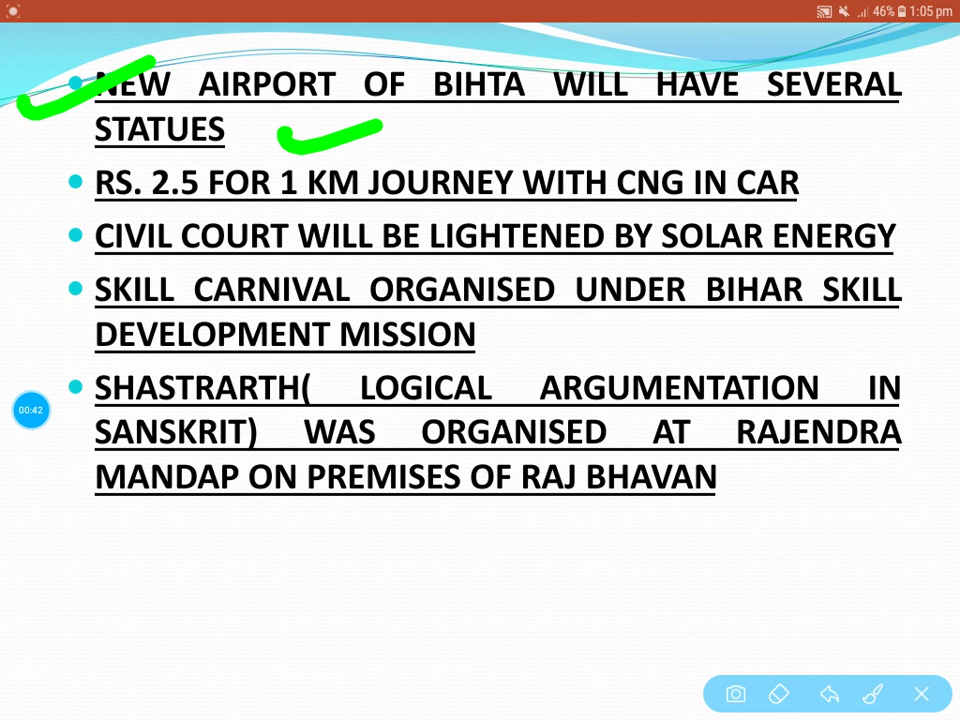 46% 1:05 pm
NEW AIRPORT OF BIHTA WILL HAVE SEVERAL
STATUES
RS. 2.5 FOR 1 KM JOURNEY WITH CNG IN CAR
CIVIL COURT WILL BE LIGHTENED BY SOLAR ENERGY
SKILL CARNIVAL ORGANISED UNDER BIHAR SKILL
DEVELOPMENT MISSION
SHASTRARTH( LOGICAL ARGUMENTATION IN
00:42
SANSKRIT) WAS ORGANISED AT RAJENDRA
MANDAP ON PREMISES OF RAJ BHAVAN